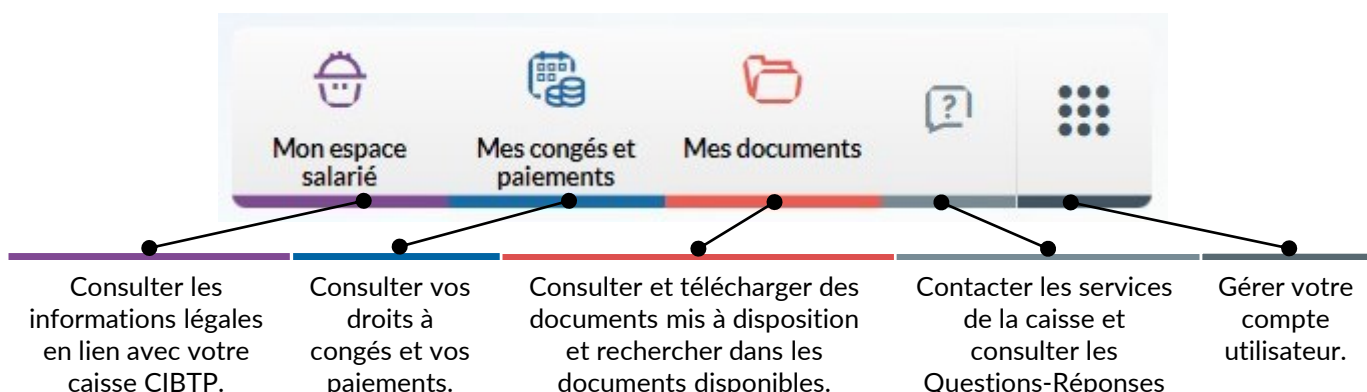 Mon espace
salarié
Mes congés et
paiements
Mes documents
?
Consulter les
informations légales
en lien avec votre
caisse CIBTP.
Consulter vos
droits à
congés et vos
paiements.
Consulter et télécharger des
documents mis à disposition
et rechercher dans les
documents disponibles.
Contacter les services
de la caisse et
consulter les
Questions-Réponses
Gérer votre
compte
utilisateur.